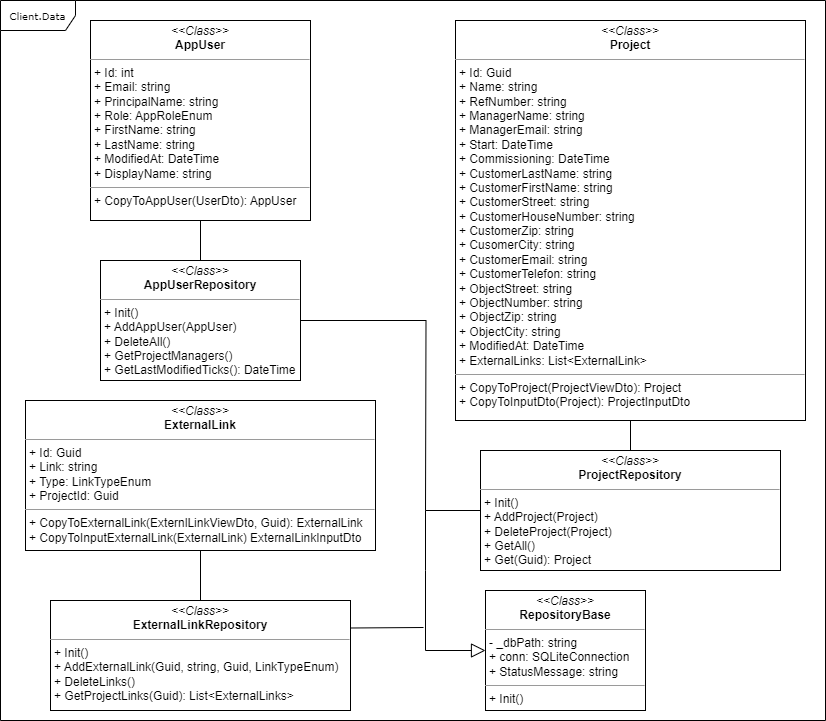 Client.Data
<<Class>>
AppUser
+ Id: int
+ Email: string
+ PrincipalName: string
+ Role: AppRoleEnum
+ FirstName: string
+ LastName: string
+ ModifiedAt: DateTime
+ DisplayName: string
+ CopyToAppUser(UserDto): AppUser
<<Class>>
Project
+ Id: Guid
+ Name: string
+ RefNumber: string
+ ManagerName: string
+ ManagerEmail: string
+ Start: DateTime
+ Commissioning: DateTime
+ CustomerLastName: string
+ CustomerFirstName: string
+ CustomerStreet: string
+ CustomerHouseNumber: string
+ CustomerZip: string
+ CusomerCity: string
+ CustomerEmail: string
+ CustomerTelefon: string
+ ObjectStreet: string
+ ObjectNumber: string
+ ObjectZip: string
+ ObjectCity: string
+ ModifiedAt: DateTime
+ ExternalLinks: List<ExternalLink>
+ CopyToProject(ProjectViewDto): Project
+ CopyToInputDto(Project): ProjectInputDto
<<Class>>
AppUserRepository
+ Init()
+ AddAppUser(AppUser)
+ DeleteAll()
+ GetProjectManagers()
+ GetLastModifiedTicks(): DateTime
<<Class>>
ExternalLink
+ Id: Guid
+ Link: string
+ Type: LinkTypeEnum
+ ProjectId: Guid
+ CopyToExternalLink(ExternlLinkViewDto, Guid): ExternalLink
+ CopyToInputExternalLink(ExternalLink) ExternalLinkInputDto
<<Class>>
ProjectRepository
+ Init()
+ AddProject(Project)
+ DeleteProject(Project)
+ GetAll()
+ Get(Guid): Project
<<Class>>
ExternalLinkRepository
+ Init()
+ AddExternalLink(Guid, string, Guid, LinkTypeEnum)
+ DeleteLinks()
+ GetProjectLinks(Guid): List<ExternalLinks>
<<Class>>
RepositoryBase
- _dbPath: string
+ conn: SQLiteConnection
+ StatusMessage: string
+ Init()